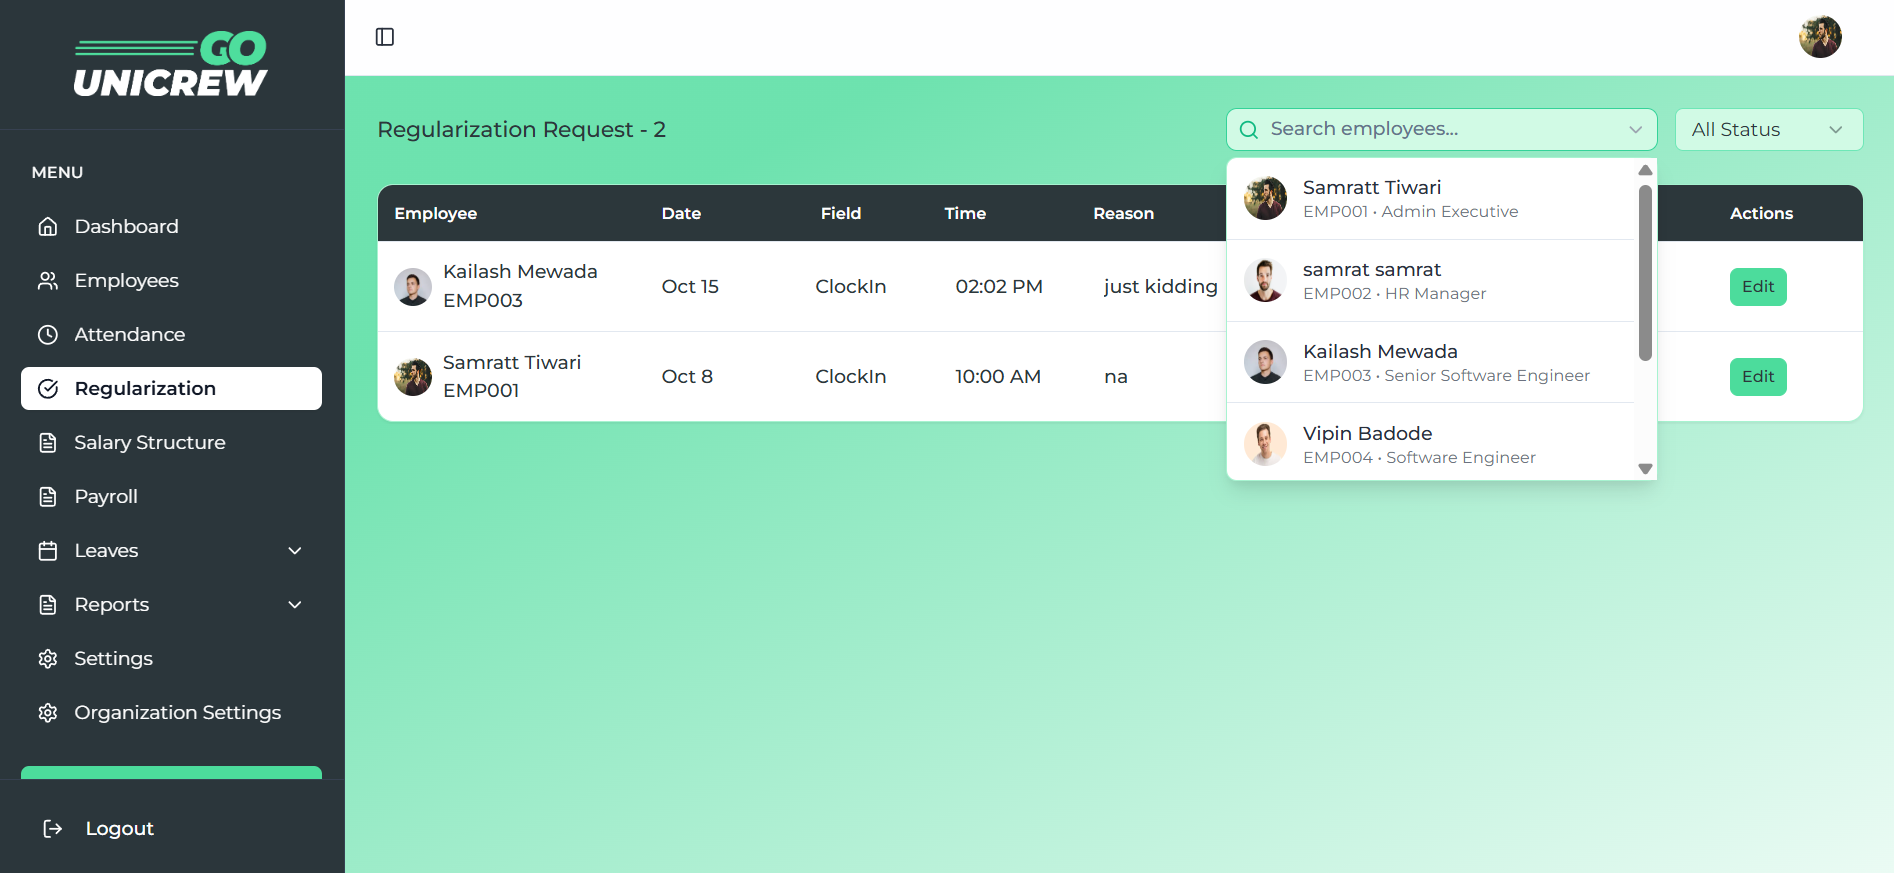 GO
UNICREW
MENU
Dashboard
Employees
Attendance
Regularization
Salary Structure
Payroll
Leaves
Reports
Settings
Organization Settings
Logout
Regularization Request - 2
Search employees...
All Status
Employee Date Field Time Reason Actions
Kailash Mewada
EMP003
Oct 15 ClockIn 02:02 PM just kidding Edit
Samratt Tiwari
EMP001
Oct 8 ClockIn 10:00 AM na Edit
Samratt Tiwari
EMP001 • Admin Executive
samrat samrat
EMP002 • HR Manager
Kailash Mewada
EMP003 • Senior Software Engineer
Vipin Badode
EMP004 • Software Engineer